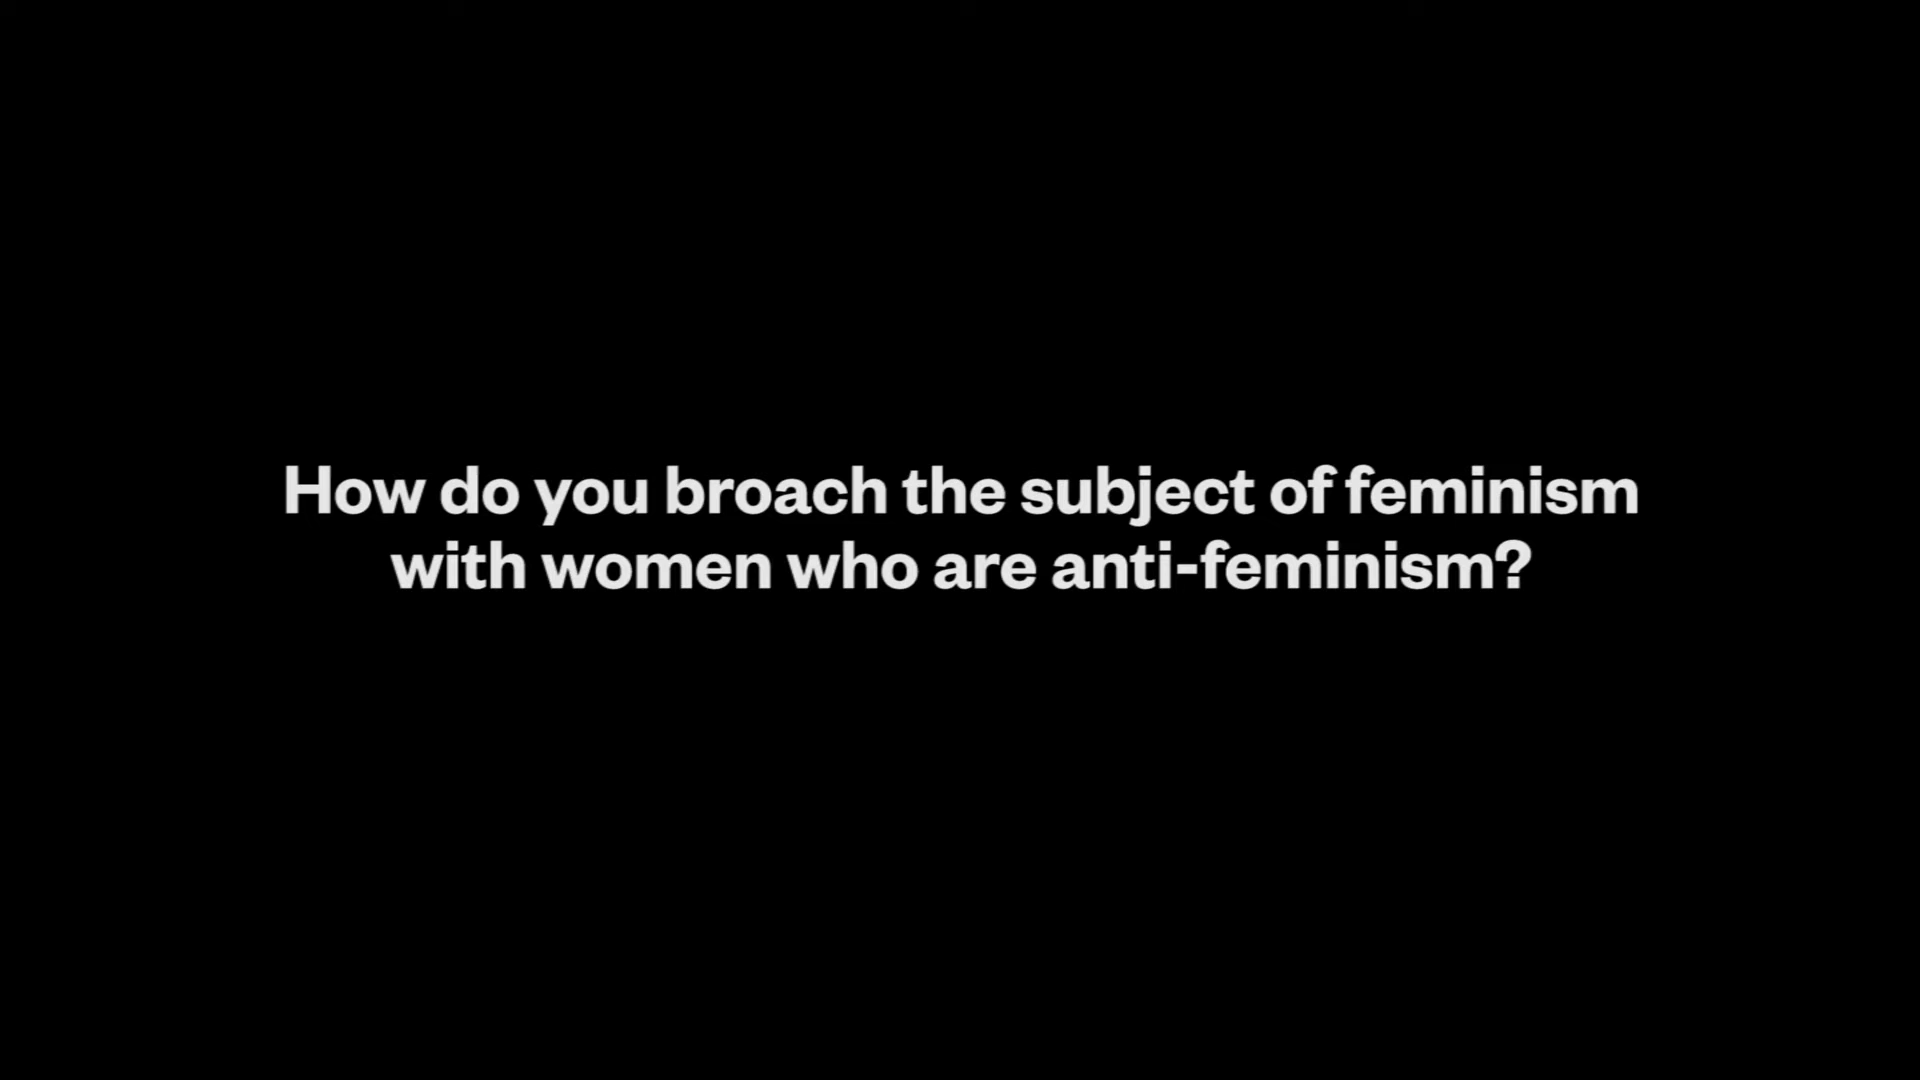 How do you broach the subject of feminism
with women who are anti-feminism?